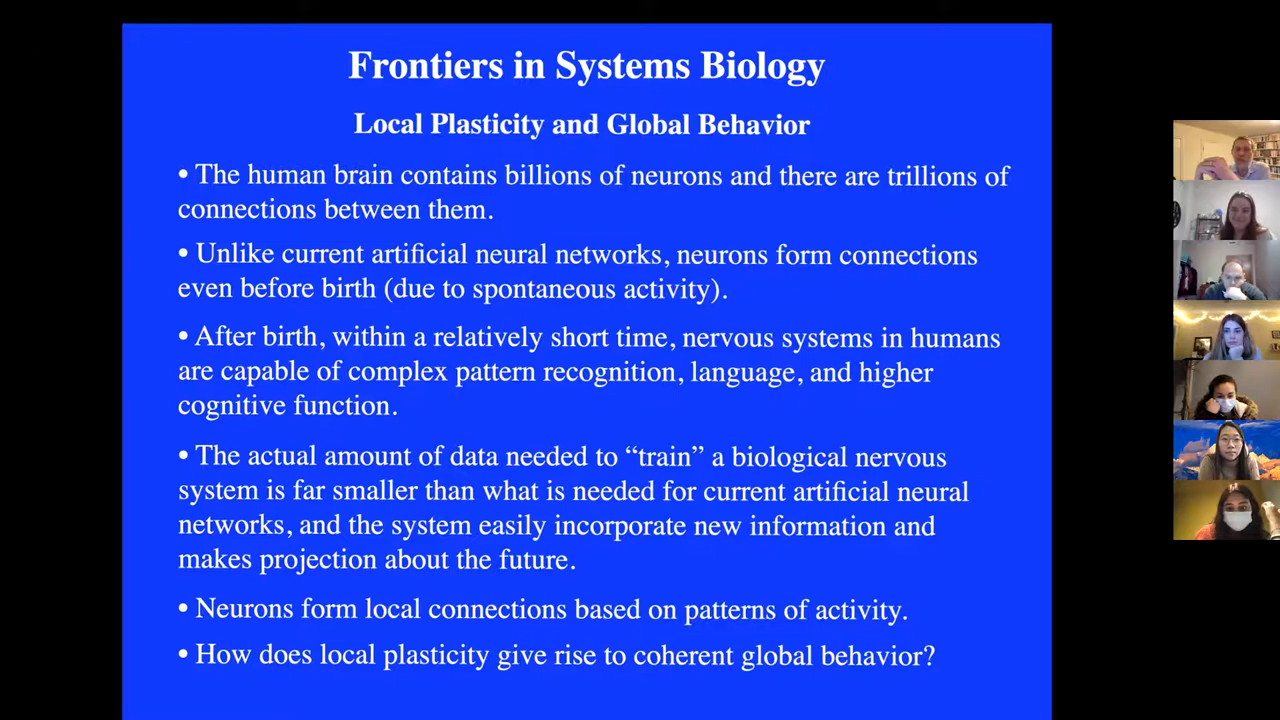 Frontiers in Systems Biology
Local Plasticity and Global Behavior
• The human brain contains billions of neurons and there are trillions of
connections between them.
• Unlike current artificial neural networks, neurons form connections
even before birth (due to spontaneous activity).
• After birth, within a relatively short time, nervous systems in humans
are capable of complex pattern recognition, language, and higher
cognitive function.
• The actual amount of data needed to “train” a biological nervous
system is far smaller than what is needed for current artificial neural
networks, and the system easily incorporate new information and
makes projection about the future.
• Neurons form local connections based on patterns of activity.
• How does local plasticity give rise to coherent global behavior?